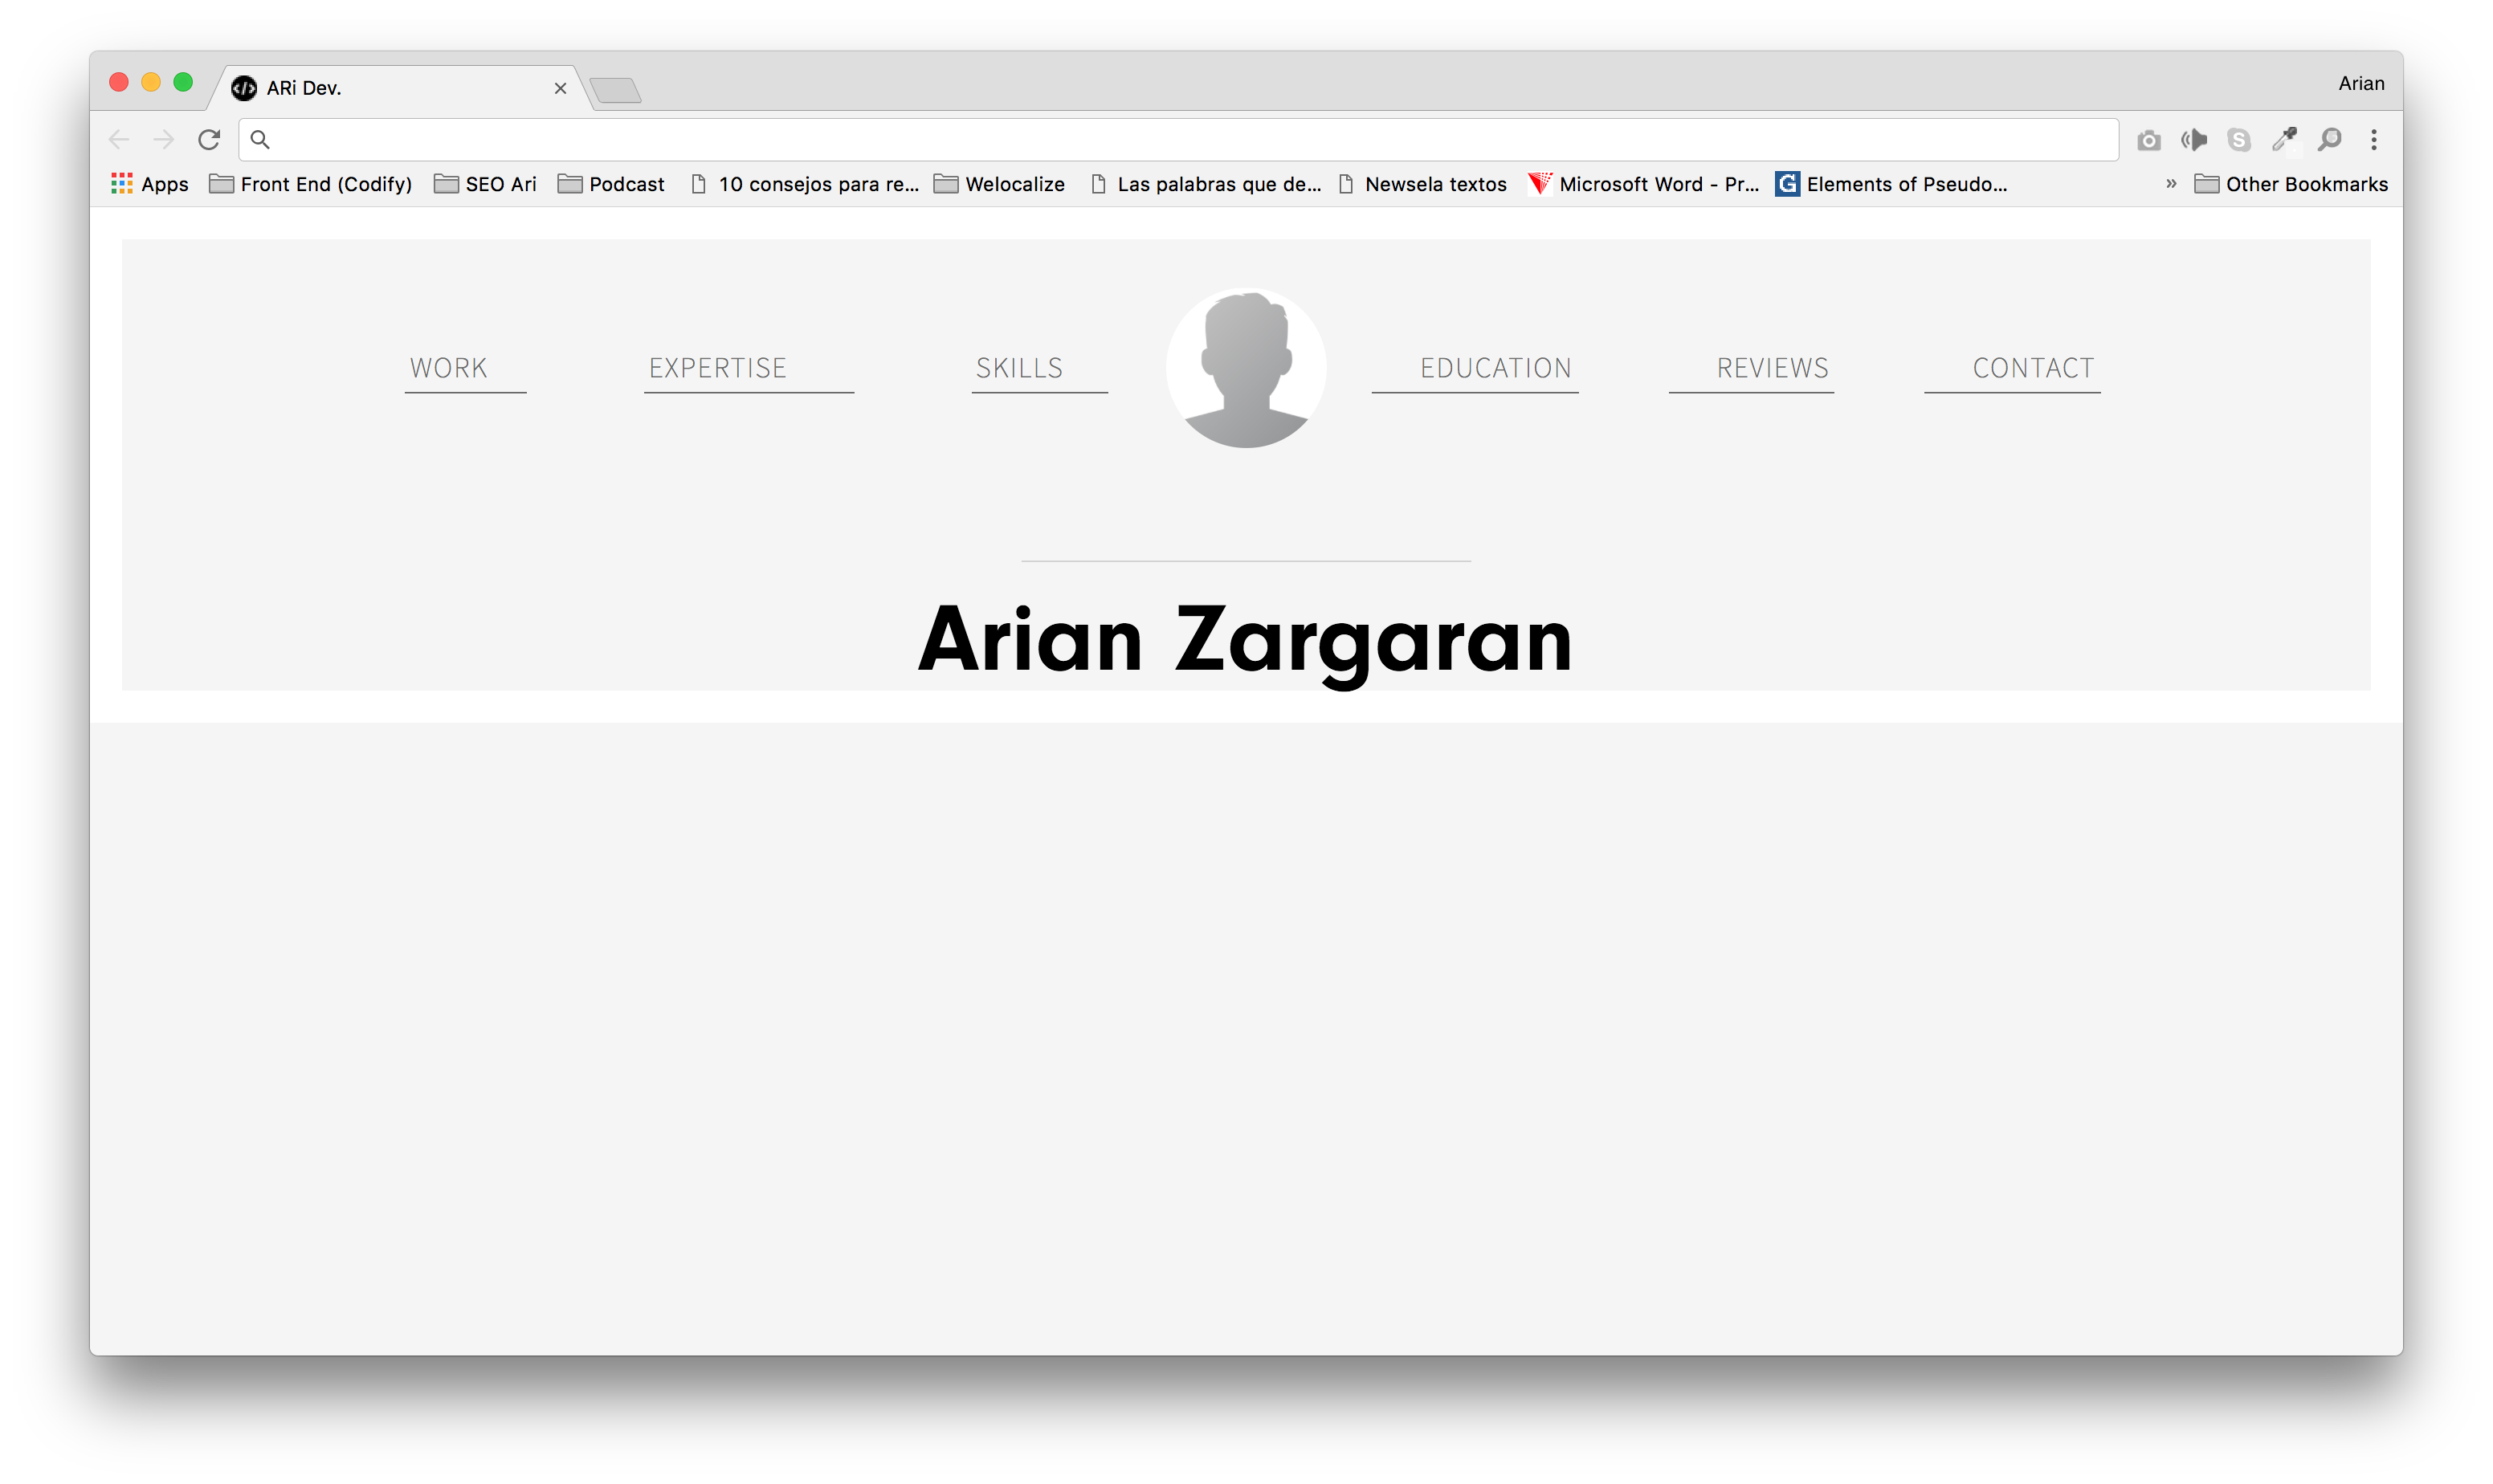 ARi Dev.
Arian
Apps Front End (Codify) SEO Ari Podcast 10 consejos para re... Welocalize Las palabras que de... Newsela textos Microsoft Word - Pr... G Elements of Pseudo... » Other Bookmarks
WORK EXPERTISE SKILLS EDUCATION REVIEWS CONTACT
Arian Zargaran